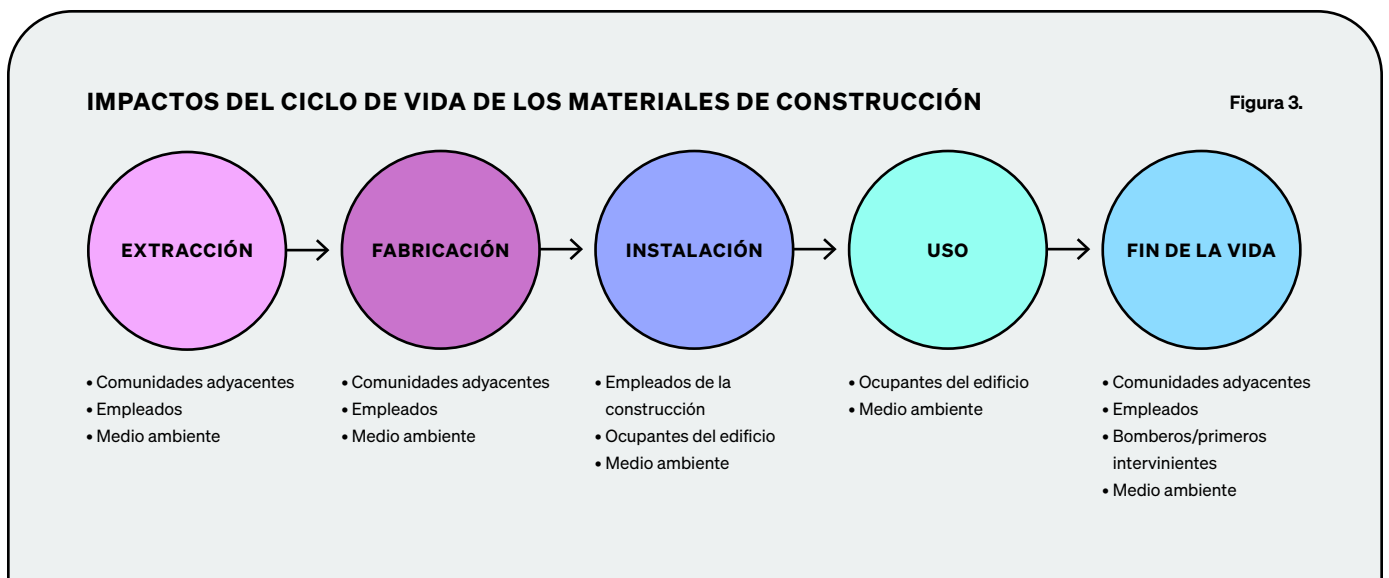 IMPACTOS DEL CICLO DE VIDA DE LOS MATERIALES DE CONSTRUCCIÓN
Figura 3.
EXTRACCIÓN
FABRICACIÓN
INSTALACIÓN
USO
FIN DE LA VIDA
• Comunidades adyacentes
• Empleados
• Medio ambiente
• Comunidades adyacentes
• Empleados
• Medio ambiente
• Empleados de la
construcción
• Ocupantes del edificio
• Medio ambiente
• Ocupantes del edificio
• Medio ambiente
• Comunidades adyacentes
• Empleados
• Bomberos/primeros
intervinientes
• Medio ambiente